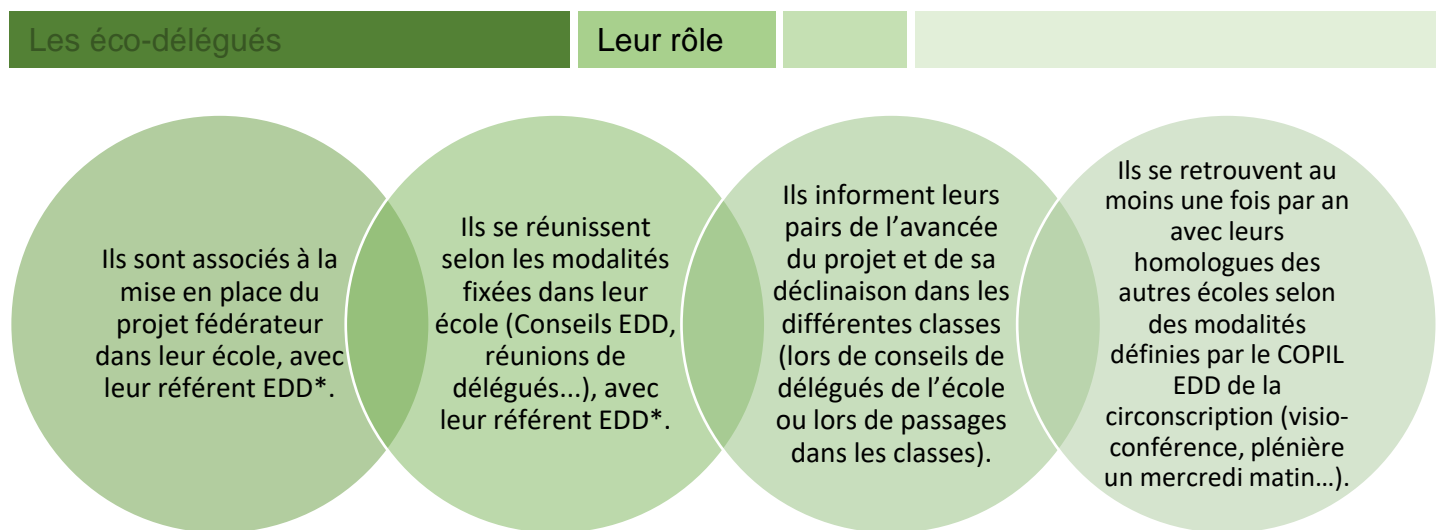 Les éco-délégués
Leur rôle
Ils sont associés à la
mise en place du
projet fédérateur
dans leur école, avec
leur référent EDD*.
Ils se réunissent
selon les modalités
fixées dans leur
école (Conseils EDD,
réunions de
délégués...), avec
leur référent EDD*.
Ils informent leurs
pairs de l’avancée
du projet et de sa
déclinaison dans les
différentes classes
(lors de conseils de
délégués de l’école
ou lors de passages
dans les classes).
Ils se retrouvent au
moins une fois par an
avec leurs
homologues des
autres écoles selon
des modalités
définies par le COPIL
EDD de la
circonscription (visio-
conférence, plénière
un mercredi matin…).